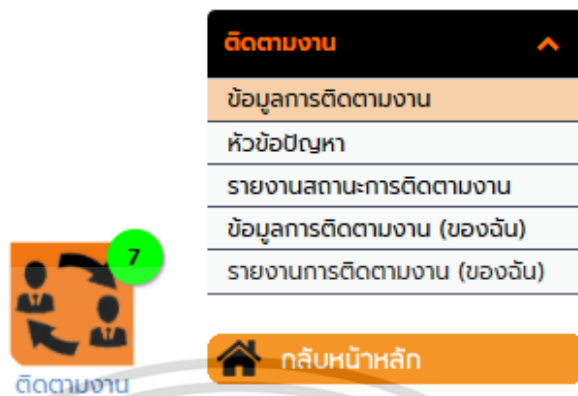 ติดตามงาน
ข้อมูลการติดตามงาน
หัวข้อปัญหา
รายงานสถานะการติดตามงาน
ข้อมูลการติดตามงาน (ของฉัน)
รายงานการติดตามงาน (ของฉัน)
7
กลับหน้าหลัก
ติดตามงาน